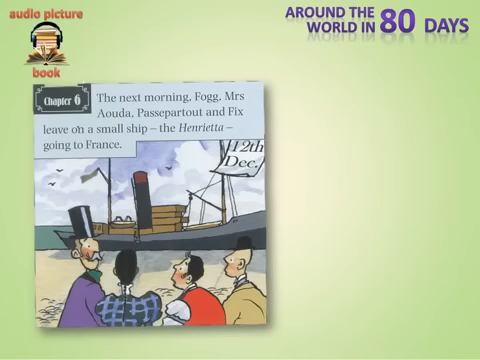 audio picture
book
AROUND THE
WORLD IN 80 DAYS
Chapter 6
The next morning, Fogg, Mrs
Aouda, Passepartout and Fix
leave on a small ship – the Henrietta –
going to France.
12th
Dec.